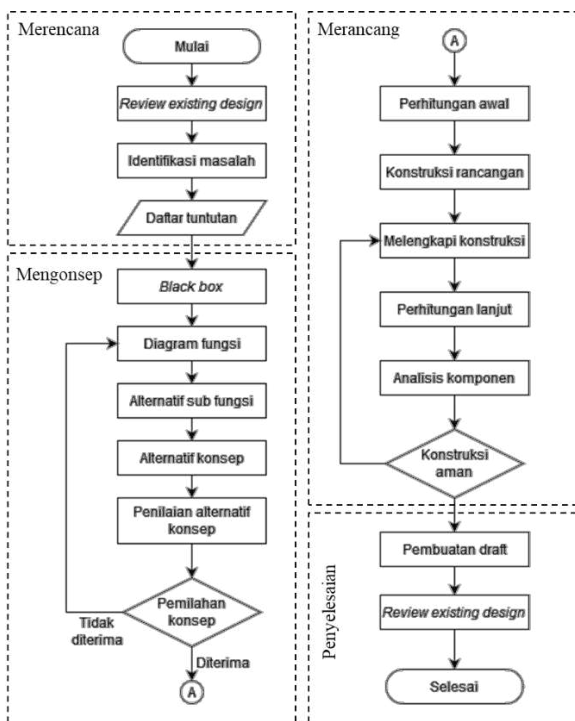 Merencana
Mulai
Review existing design
Identifikasi masalah
Daftar tuntutan
Mengonsep
Black box
Diagram fungsi
Alternatif sub fungsi
Alternatif konsep
Penilaian alternatif
konsep
Pemilahan
konsep
Tidak
diterima
Diterima
A
Merancang
A
Perhitungan awal
Konstruksi rancangan
Melengkapi konstruksi
Perhitungan lanjut
Analisis komponen
Konstruksi
aman
Penyelesaian
Pembuatan draft
Review existing design
Selesai